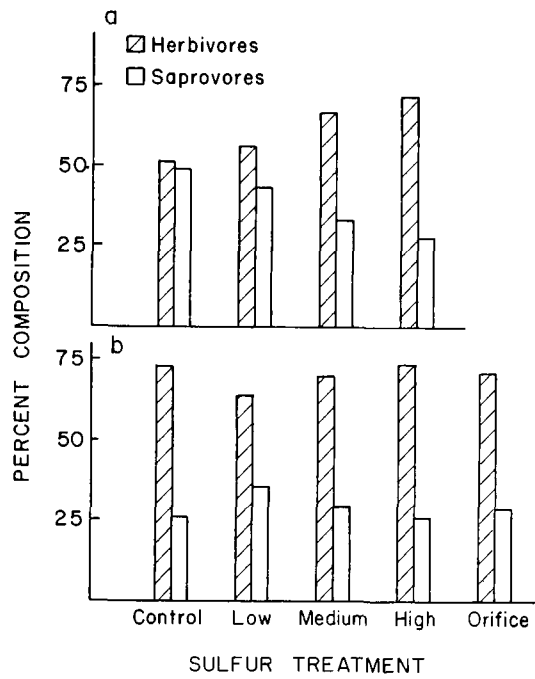 a
Herbivores
Saprovores
75
50
25
PERCENT COMPOSITION
b
75
50
25
Control Low Medium High Orifice
SULFUR TREATMENT